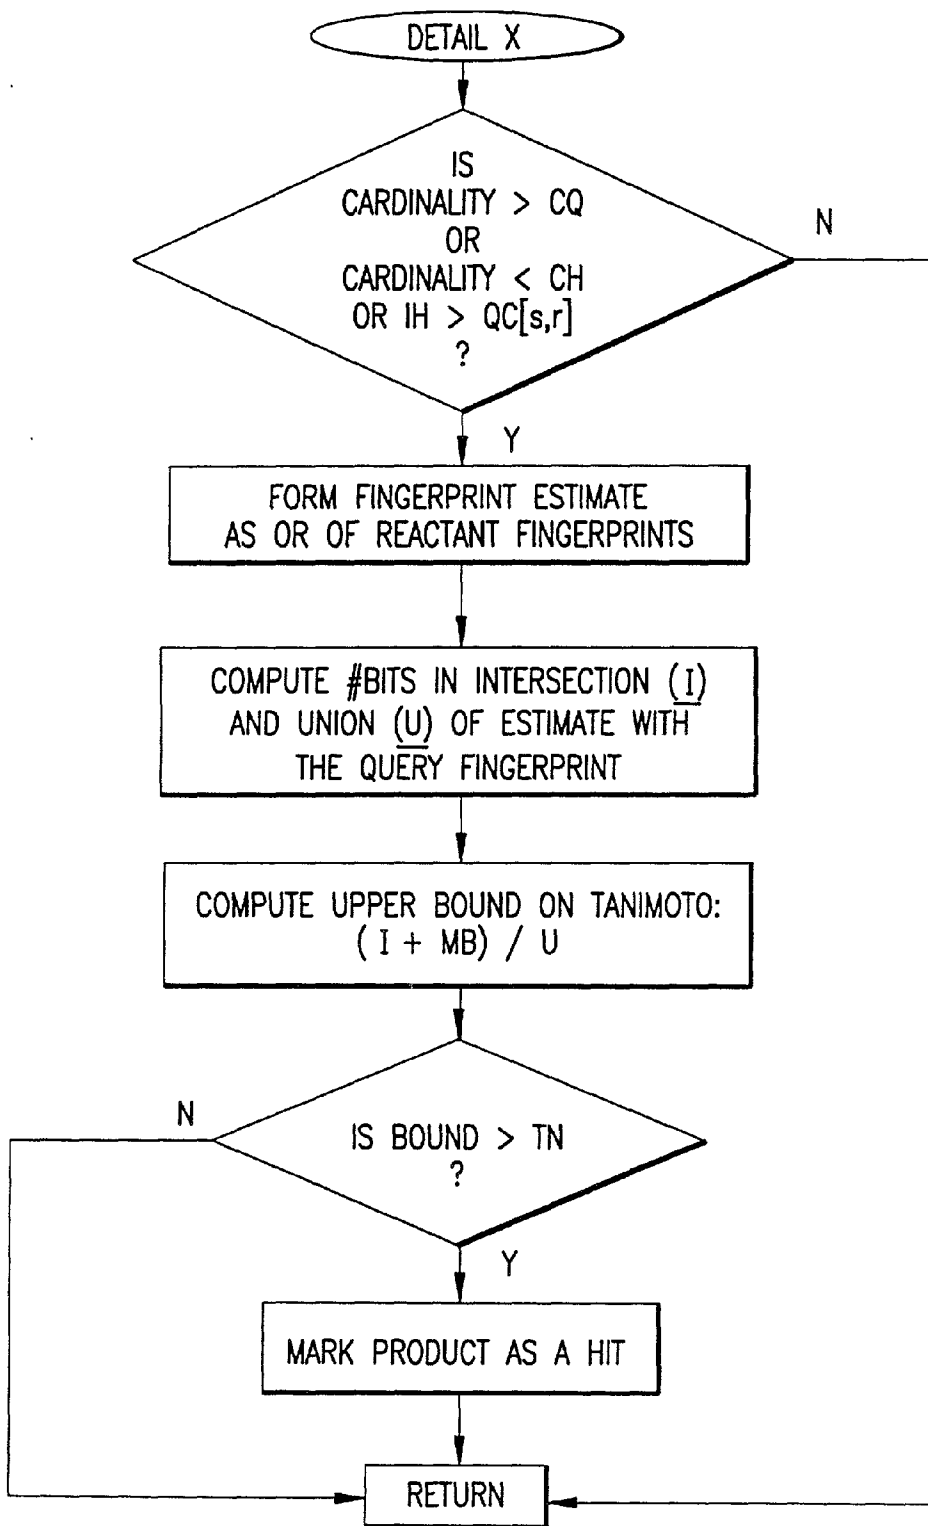 DETAIL X
IS
CARDINALITY > CQ
OR
CARDINALITY < CH
OR IH > QC[s,r]
?
N
Y
FORM FINGERPRINT ESTIMATE
AS OR OF REACTANT FINGERPRINTS
COMPUTE #BITS IN INTERSECTION (I)
AND UNION (U) OF ESTIMATE WITH
THE QUERY FINGERPRINT
COMPUTE UPPER BOUND ON TANIMOTO:
( I + MB) / U
N
IS BOUND > TN
?
Y
MARK PRODUCT AS A HIT
RETURN